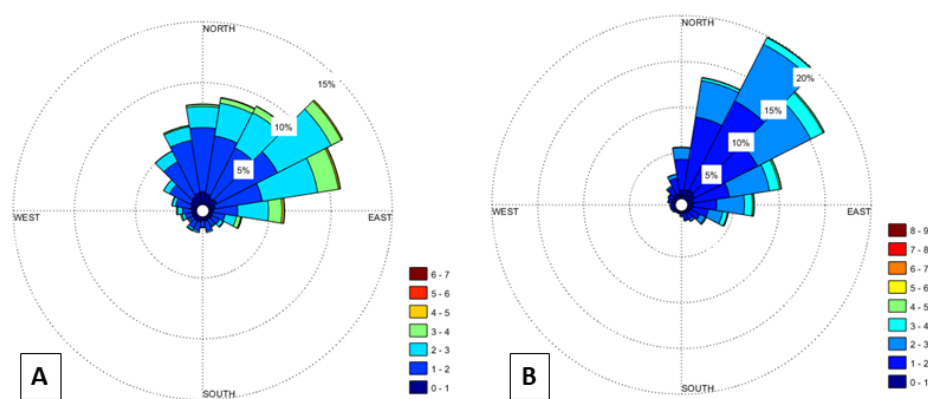 NORTH
15%
10%
5%
WEST
EAST
SOUTH
6 - 7
5 - 6
4 - 5
3 - 4
2 - 3
1 - 2
0 - 1
A
NORTH
20%
15%
10%
5%
WEST
EAST
SOUTH
8 - 9
7 - 8
6 - 7
5 - 6
4 - 5
3 - 4
2 - 3
1 - 2
0 - 1
B